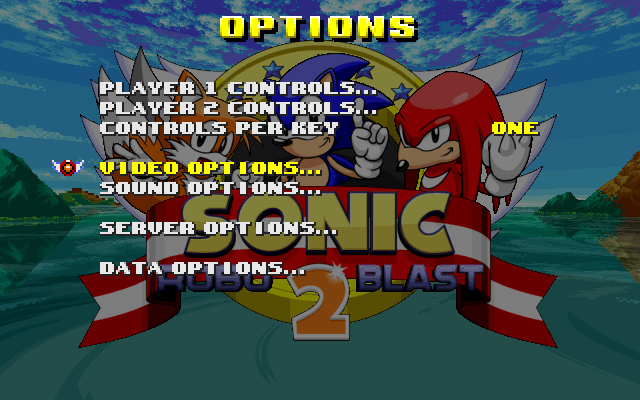 OPTIONS
PLAYER 1 CONTROLS...
PLAYER 2 CONTROLS...
CONTROLS PER KEY ONE
VIDEO OPTIONS...
SOUND OPTIONS...
SONIC
SERVER OPTIONS...
DATA OPTIONS...
ROBO BLAST
2